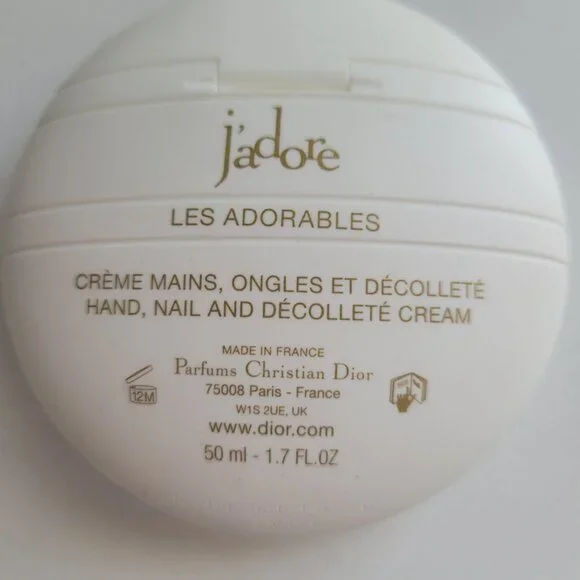 j'adore
LES ADORABLES
CRÈME MAINS, ONGLES ET DÉCOLLETÉ
HAND, NAIL AND DÉCOLLETÉ CREAM
MADE IN FRANCE
Parfums Christian Dior
75008 Paris - France
12M
W1S 2UE, UK
www.dior.com
50 ml - 1.7 FL.OZ